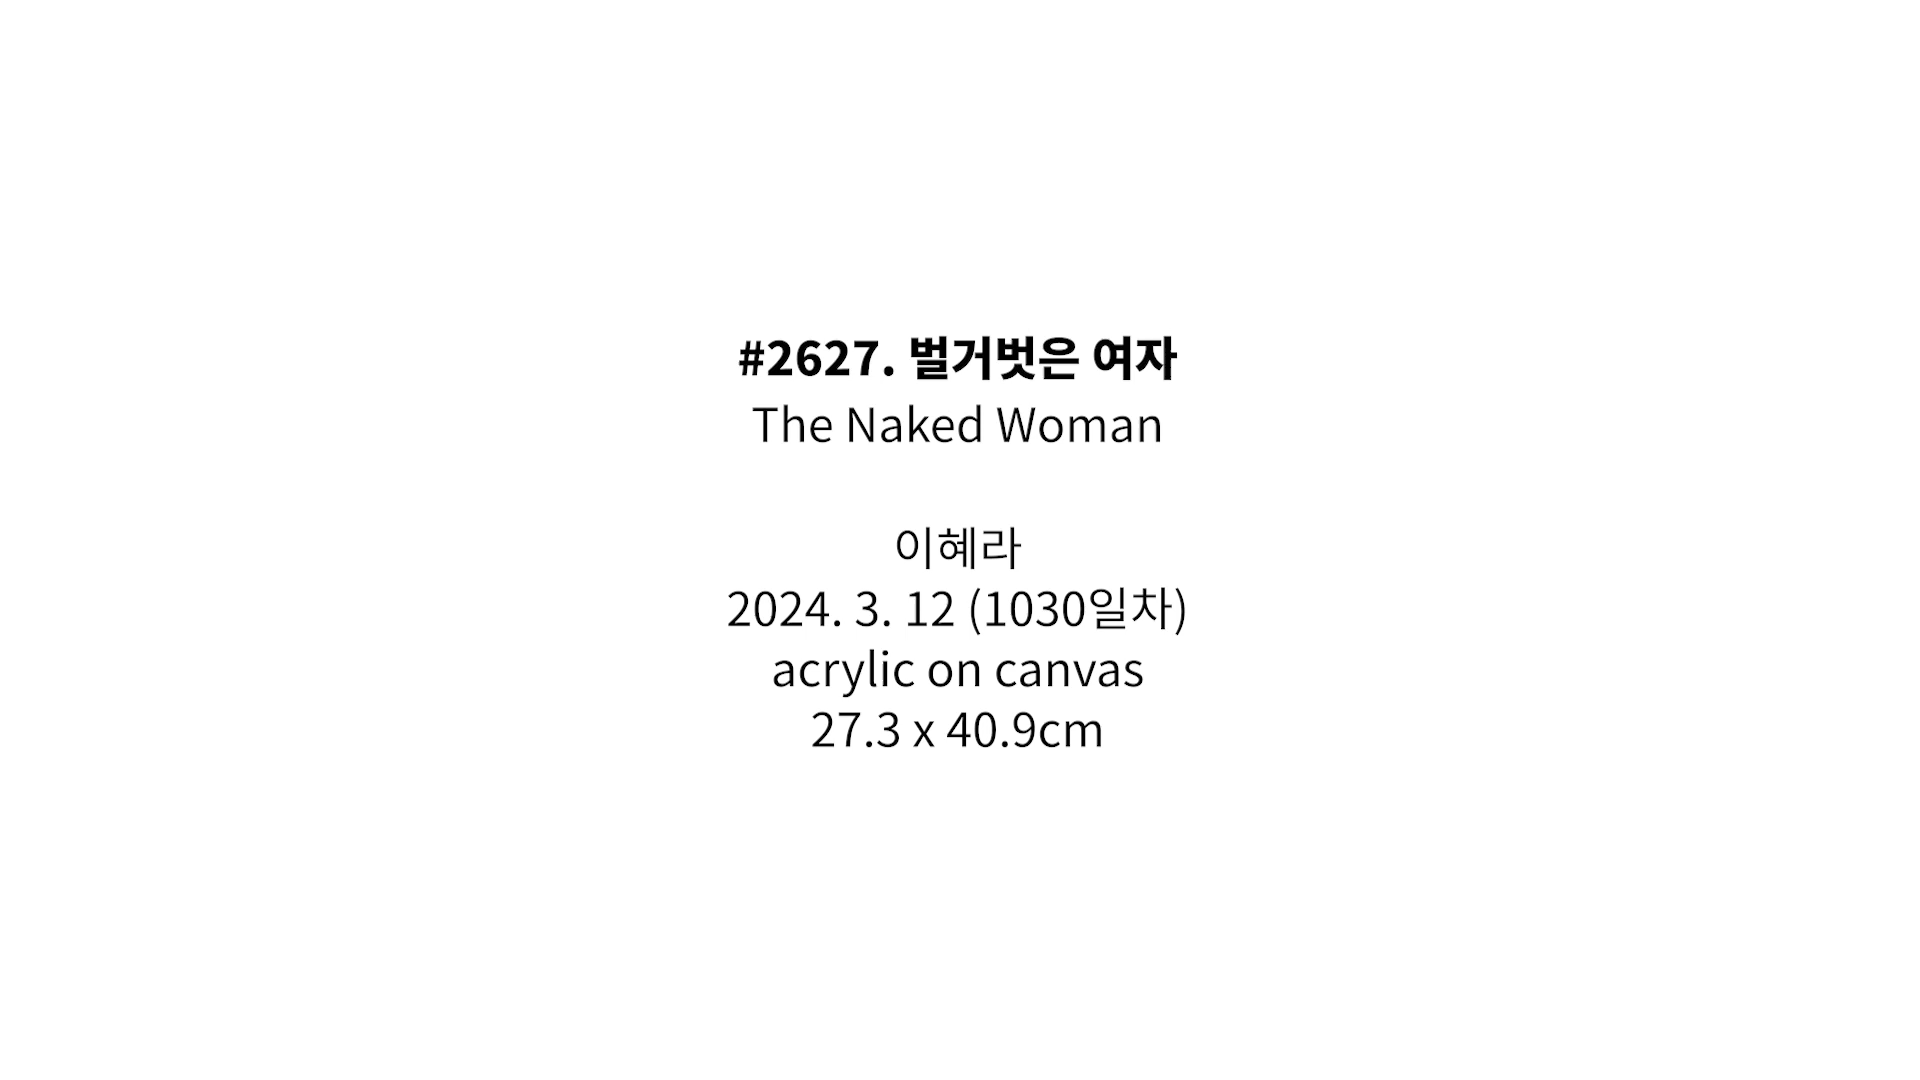 #2627. 벌거벗은 여자
The Naked Woman
이혜라
2024. 3. 12 (1030일차)
acrylic on canvas
27.3 x 40.9cm